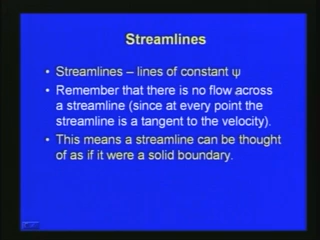 Streamlines
• Streamlines – lines of constant ψ
• Remember that there is no flow across
a streamline (since at every point the
streamline is a tangent to the velocity).
• This means a streamline can be thought
of as if it were a solid boundary.